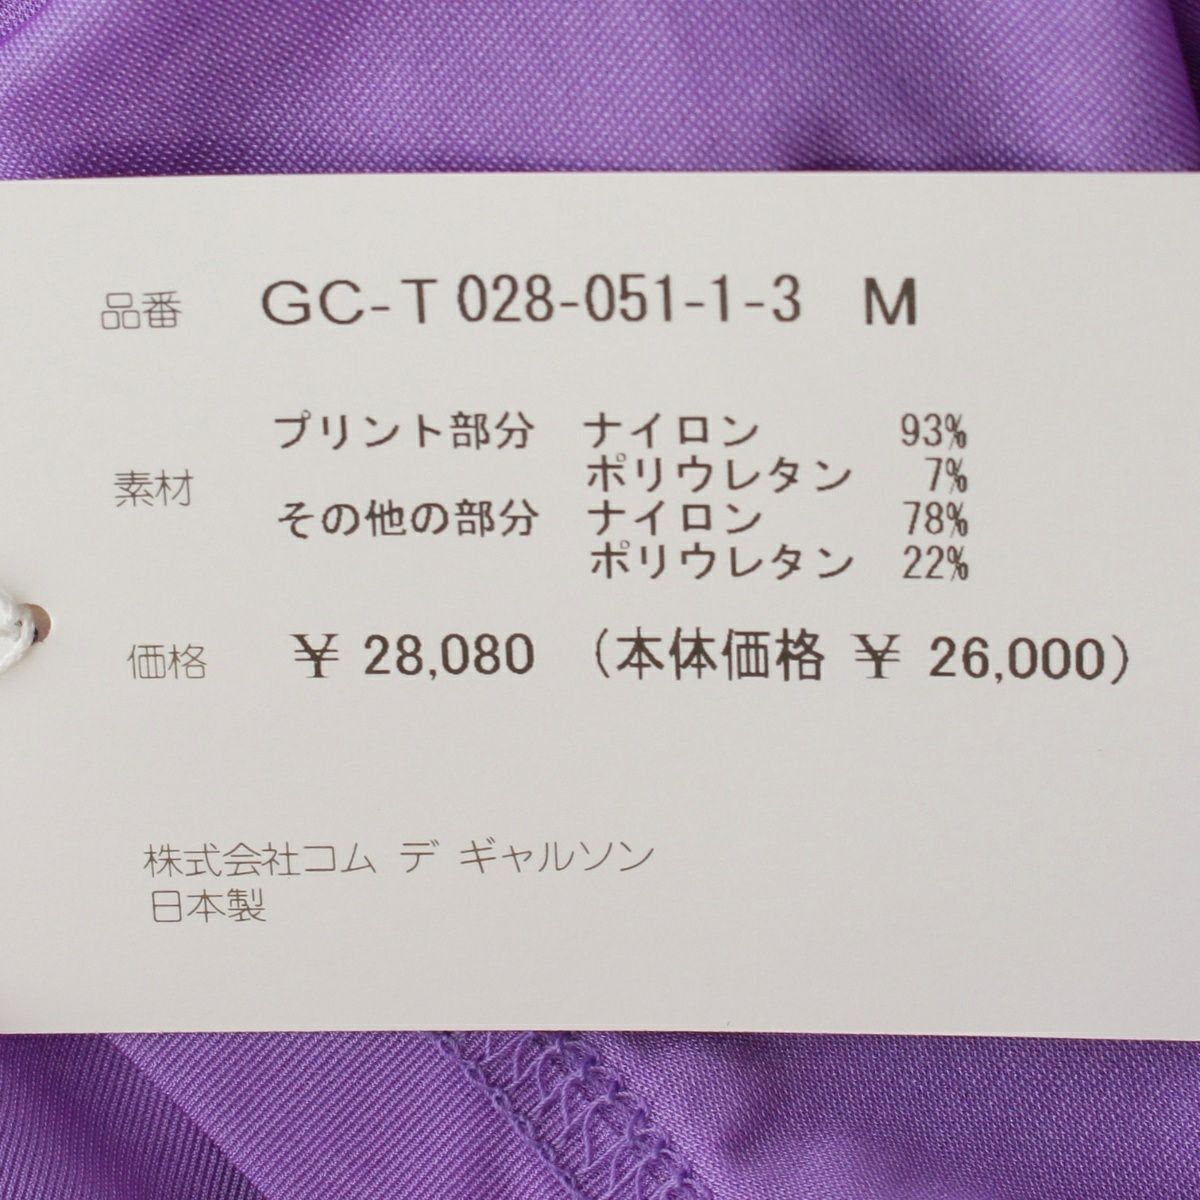 品番 GC-T 028-051-1-3 M
プリント部分 ナイロン 93%
ポリウレタン 7%
素材
その他の部分 ナイロン 78%
ポリウレタン 22%
価格 ¥ 28,080 (本体価格 ¥ 26,000)
株式会社コム デ ギャルソン
日本製